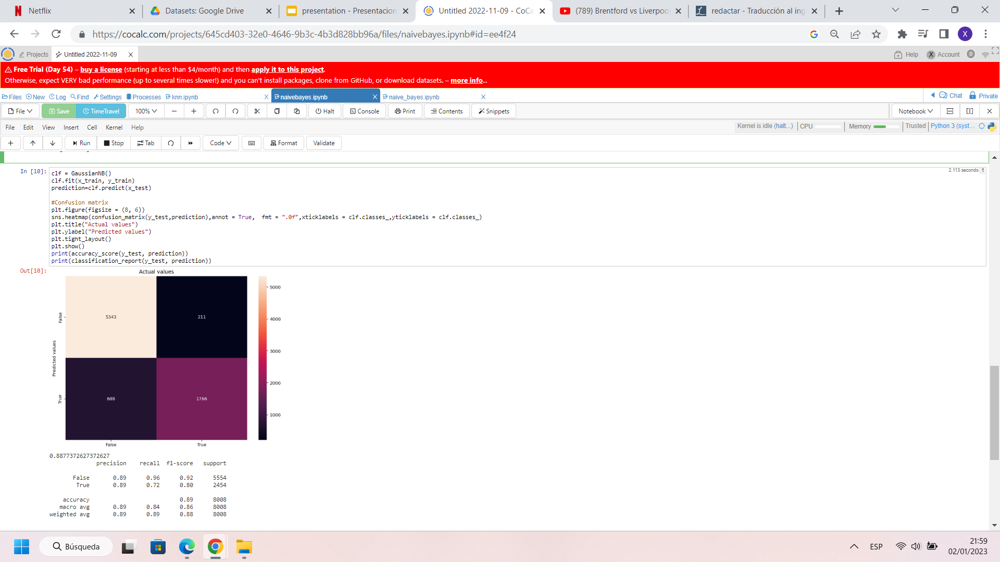 Netflix
Datasets: Google Drive
presentation - Presentacion
Untitled 2022-11-09 - CoCa
(789) Brentford vs Liverpoo
redactar - Traducción al ing
https://cocalc.com/projects/645cd403-32e0-4646-9b3c-4b3d828bb96a/files/naivebayes.ipynb#id=ee4f24
X
Projects
Untitled 2022-11-09
Help
X Account
0
Free Trial (Day 54) – buy a license (starting at less than $4/month) and then apply it to this project.
Otherwise, expect VERY bad performance (up to several times slower!) and you can't install packages, clone from GitHub, or download datasets. – more info...
Files New Log Find Settings Processes knn.ipynb
naivebayes.ipynb
naive_bayes.ipynb
Chat Private
File Save TimeTravel 100% Halt Console Print Contents Snippets
Notebook
File Edit View Insert Cell Kernel Help
Kernel is idle (halt...) CPU Memory Trusted Python 3 (syst...
Run Stop Tab Code Format Validate
In [10]:
2.113 seconds 6
clf = GaussianNB()
clf.fit(x_train, y_train)
prediction=clf.predict(x_test)
#Confusion matrix
plt.figure(figsize = (8, 6))
sns.heatmap(confusion_matrix(y_test,prediction),annot = True,  fmt = ".0f",xticklabels = clf.classes_,yticklabels = clf.classes_)
plt.title("Actual values")
plt.ylabel("Predicted values")
plt.tight_layout()
plt.show()
print(accuracy_score(y_test, prediction))
print(classification_report(y_test, prediction))
Out[10]:
Actual values
5343 211
688 1766
Predicted values
False
True
False True
5000
4000
3000
2000
1000
0.8877372627372627
precision recall f1-score support
False 0.89 0.96 0.92 5554
True 0.89 0.72 0.80 2454
accuracy 0.89 8008
macro avg 0.89 0.84 0.86 8008
weighted avg 0.89 0.89 0.88 8008
Búsqueda
ESP
21:59
02/01/2023